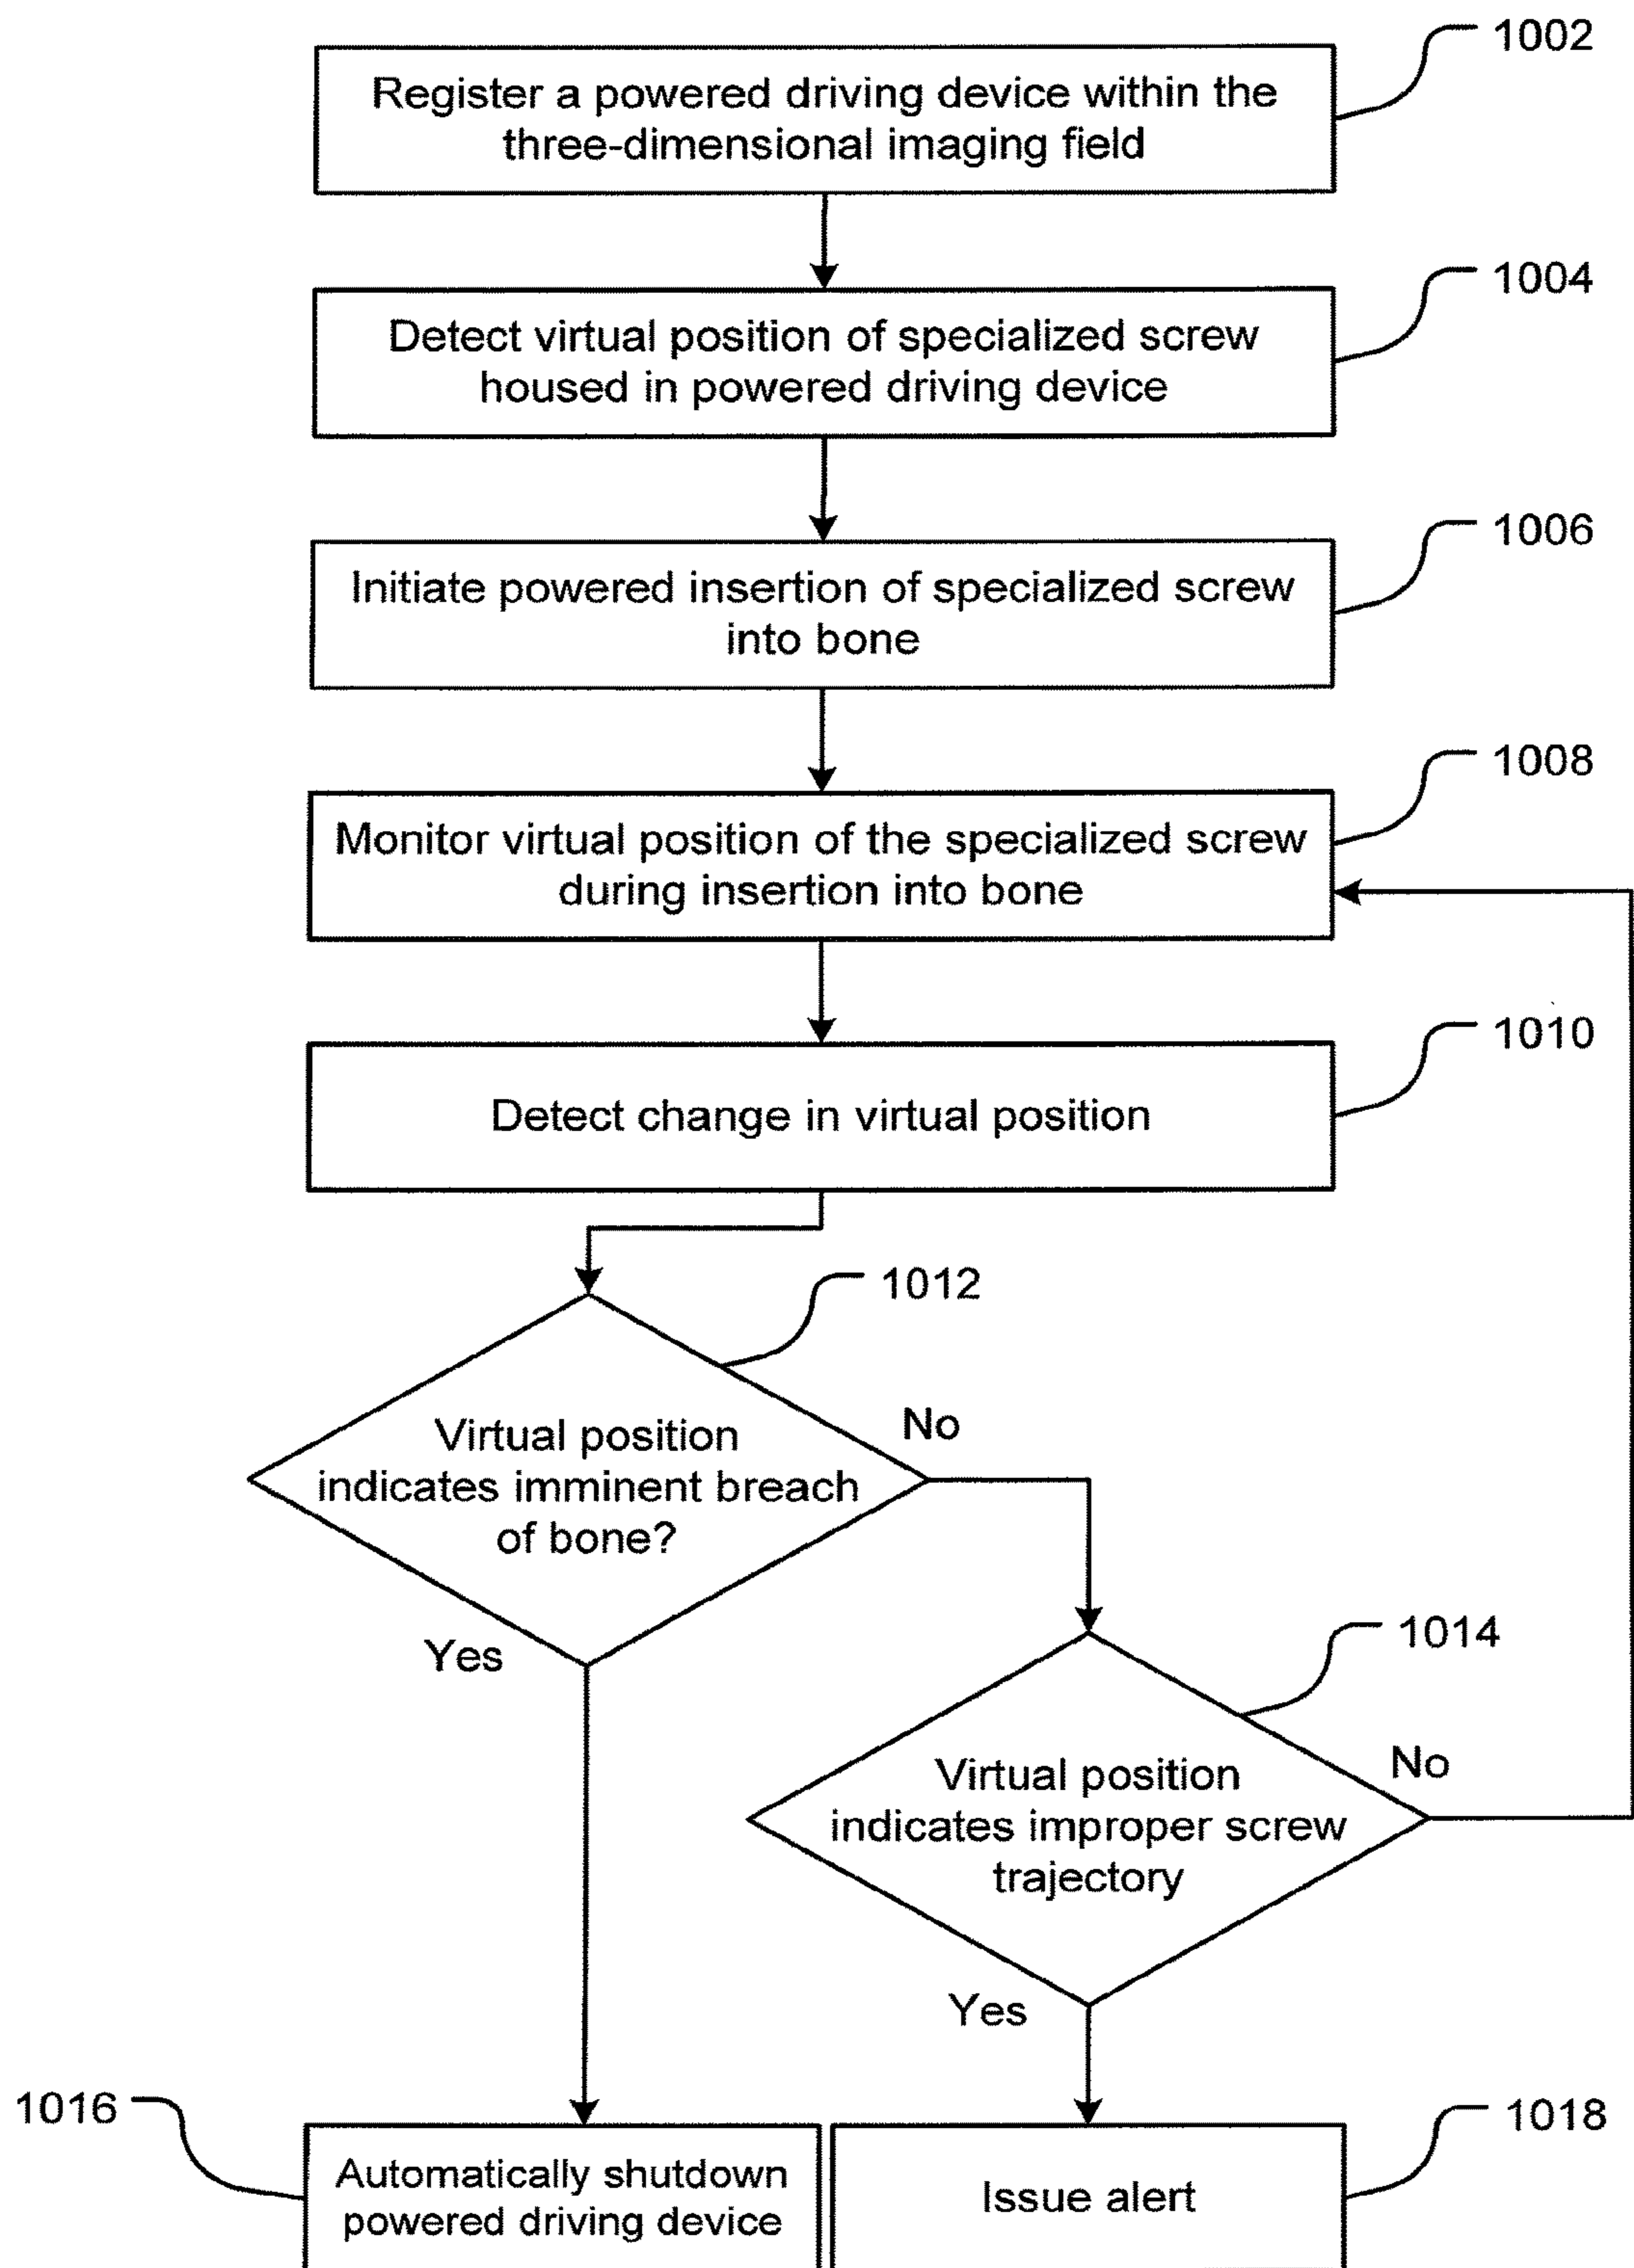 1002
Register a powered driving device within the
three-dimensional imaging field
1004
Detect virtual position of specialized screw
housed in powered driving device
1006
Initiate powered insertion of specialized screw
into bone
1008
Monitor virtual position of the specialized screw
during insertion into bone
1010
Detect change in virtual position
1012
Virtual position
indicates imminent breach
of bone?
No
Yes
1014
Virtual position
indicates improper screw
trajectory
No
Yes
1016
Automatically shutdown
powered driving device
1018
Issue alert